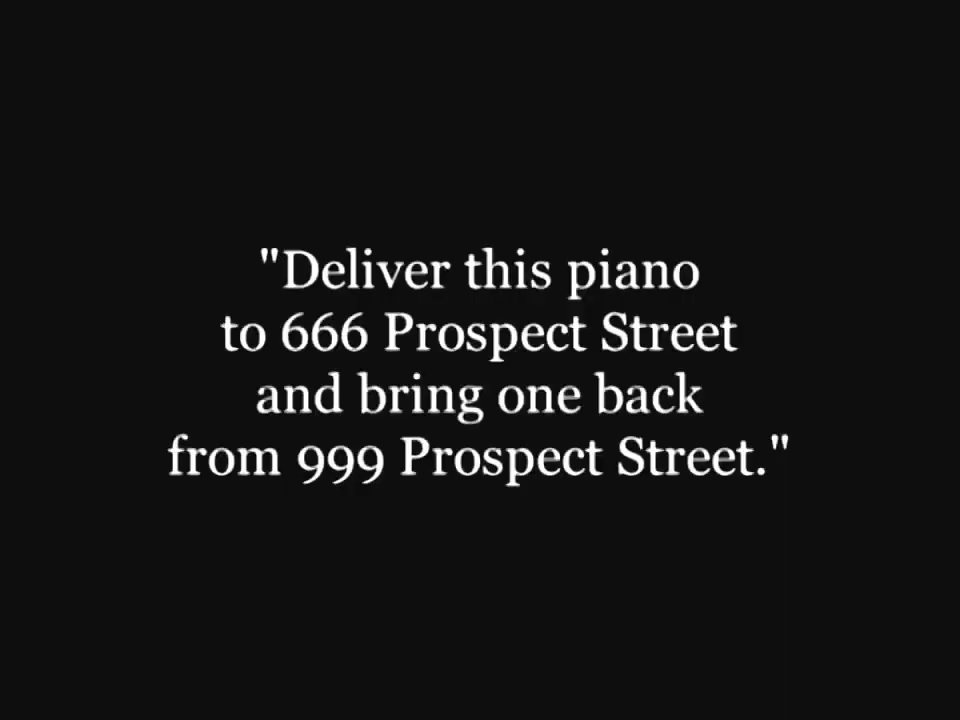 "Deliver this piano
to 666 Prospect Street
and bring one back
from 999 Prospect Street."